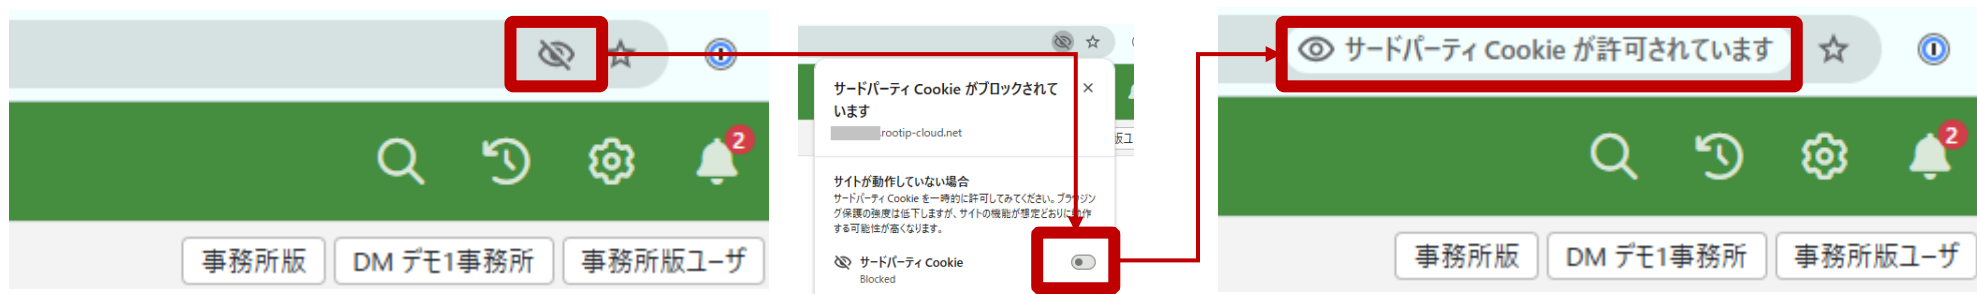 2
事務所版
DM デモ1事務所
事務所版ユーザ
サードパーティ Cookie がブロックされて
います
.rootip-cloud.net
サイトが動作していない場合
サードパーティ Cookie を一時的に許可してみてください。ブラウジン
グ保護の強度は低下しますが、サイトの機能が想定どおりに動作
する可能性が高くなります。
サードパーティ Cookie
Blocked
版ユ
サードパーティ Cookie が許可されています
2
事務所版
DM デモ1事務所
事務所版ユーザ